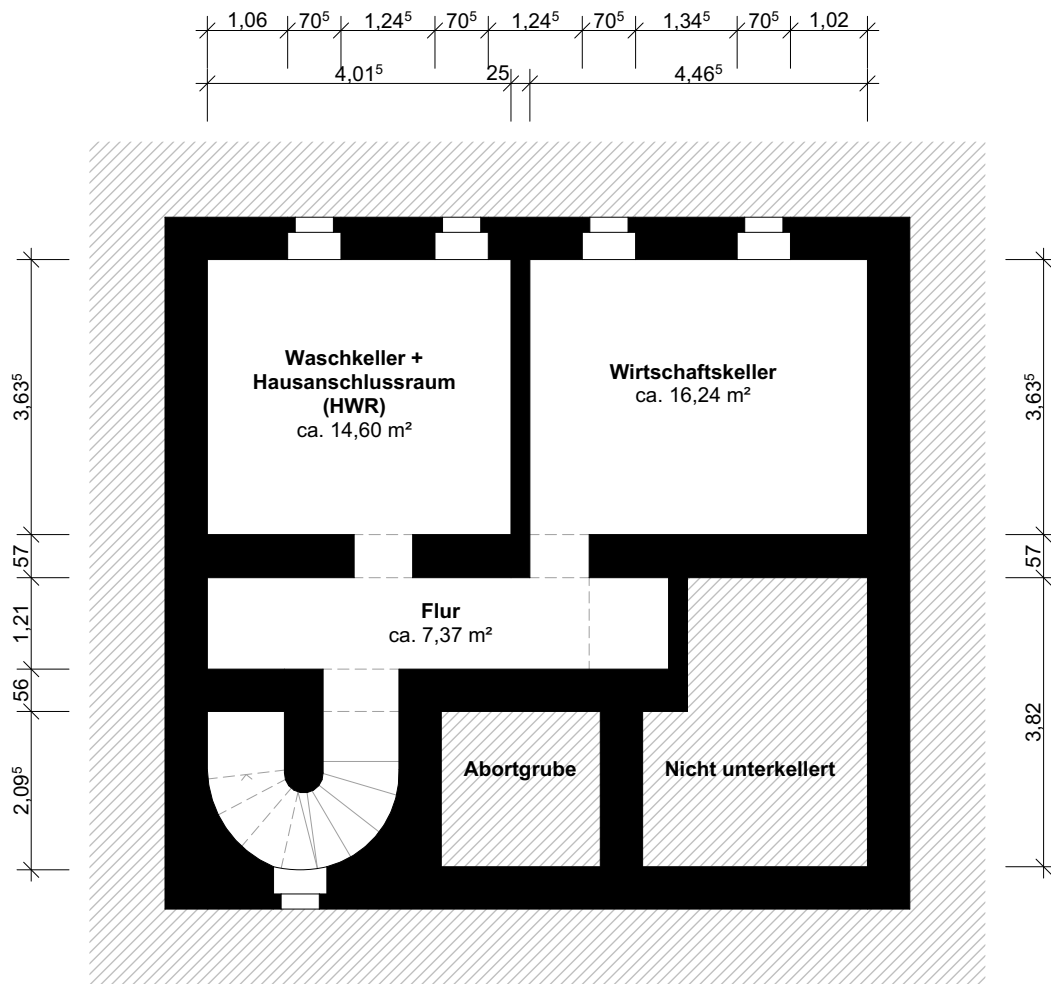 1,06 70⁵ 1,24⁵ 70⁵ 1,24⁵ 70⁵ 1,34⁵ 70⁵ 1,02
4,01⁵ 25 4,46⁵
Waschkeller +
Hausanschlussraum
(HWR)
ca. 14,60 m²
Wirtschaftskeller
ca. 16,24 m²
3,63⁵
57
1,21
56
2,09⁵
3,63⁵
57
3,82
Flur
ca. 7,37 m²
Abortgrube
Nicht unterkellert